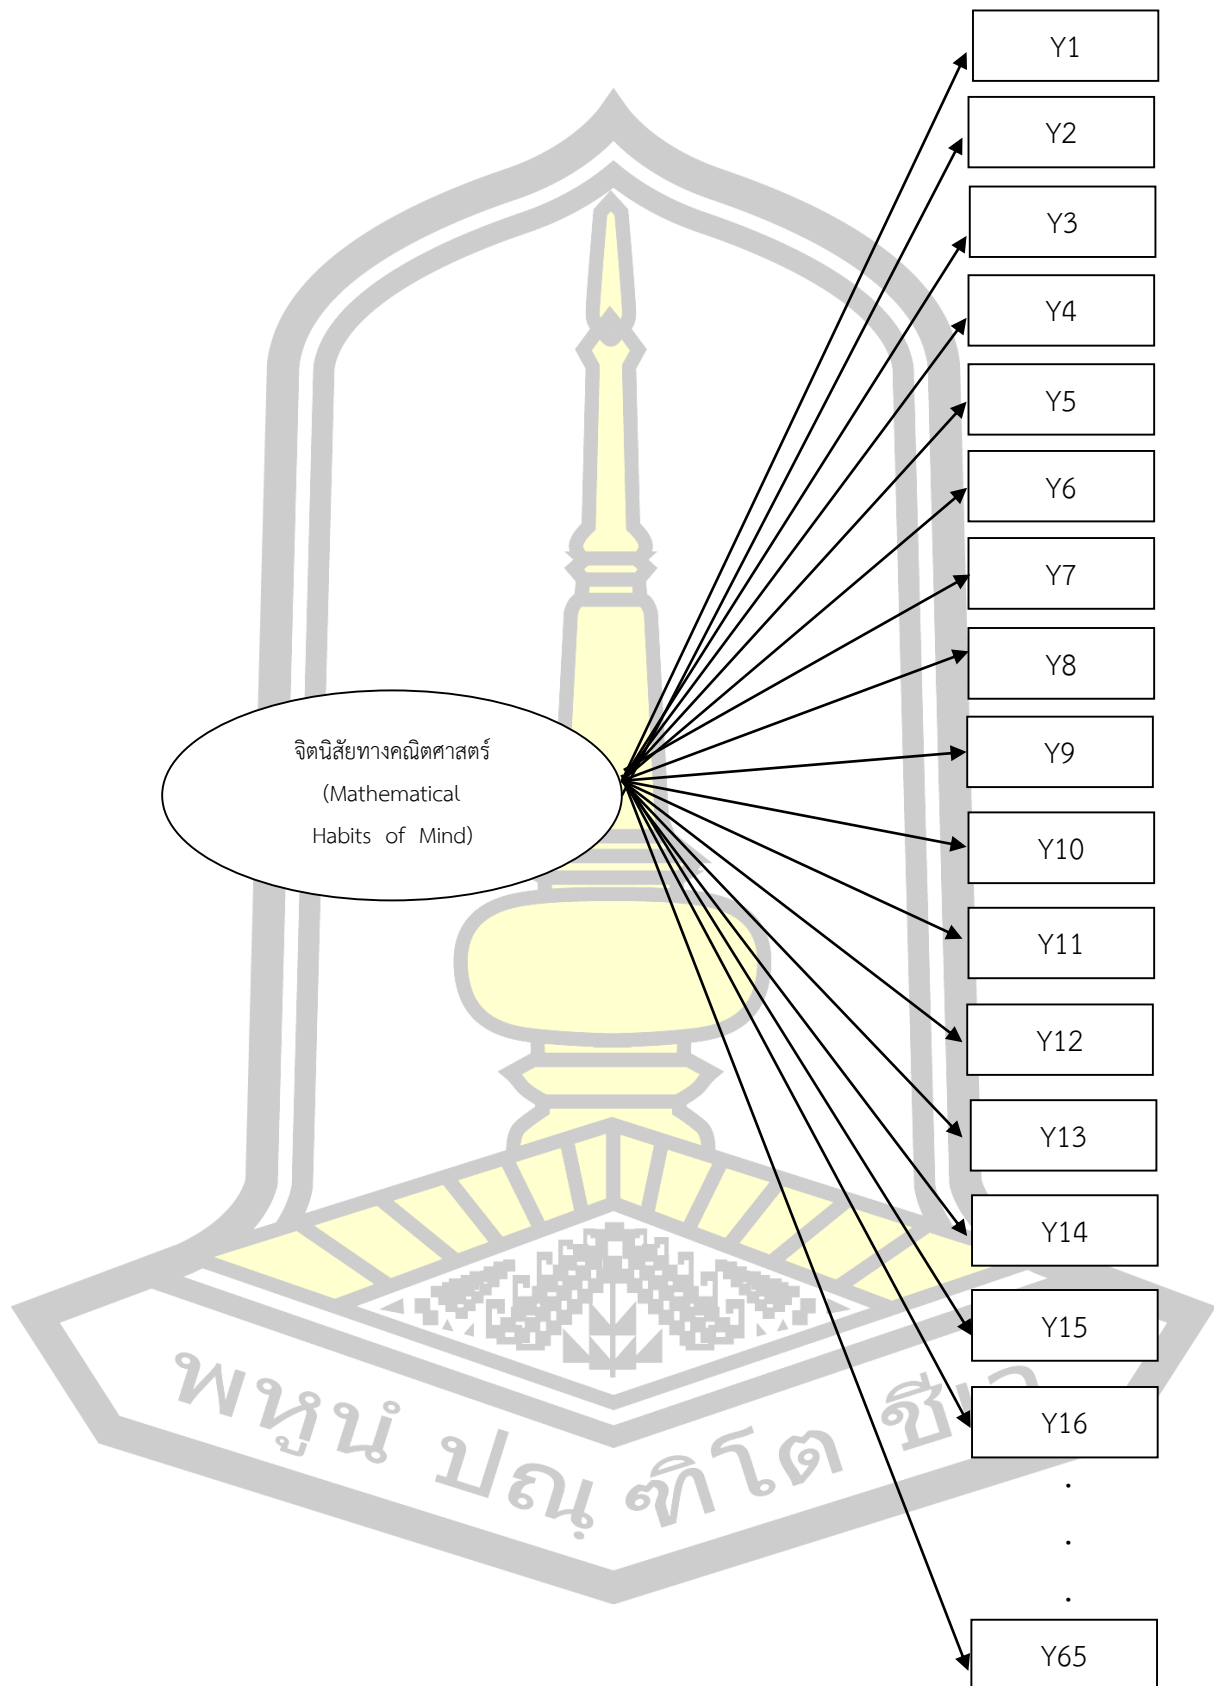 Y1
Y2
Y3
Y4
Y5
Y6
Y7
Y8
จิตนิสัยทางคณิตศาสตร์
(Mathematical
Habits of Mind)
Y9
Y10
Y11
Y12
Y13
Y14
Y15
Y16
.
.
.
Y65
พหูนํ ปณฺฑิโต ชีเว